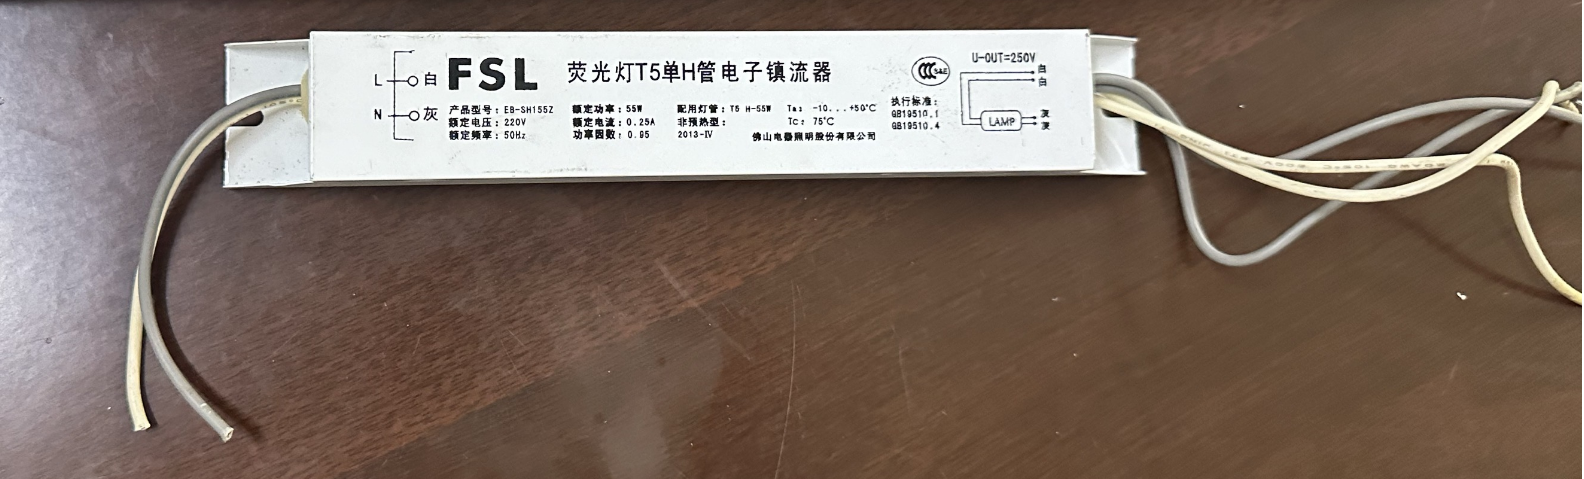 L 白
N 灰
FSL
荧光灯T5单H管电子镇流器
产品型号: EB-SH155Z
额定电压: 220V
额定频率: 50Hz
额定功率: 55W
额定电流: 0.25A
功率因数: 0.95
配用灯管: T5 H-55W
非预热型:
2013-IV
Ta: -10...+50°C
Tc: 75°C
佛山电器照明股份有限公司
CCC S&E
执行标准:
GB19510.1
GB19510.4
U-OUT=250V
白
白
LAMP
灰
灰